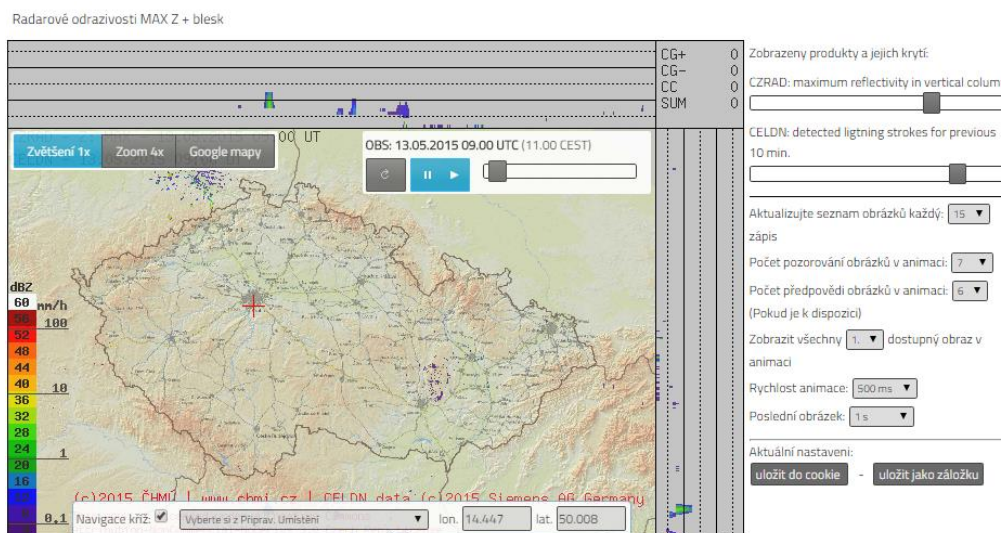 Radarové odrazivosti MAX Z + blesk
CG+ 0
CG- 0
CC 0
SUM 0
Zobrazeny produkty a jejich krytí:
CZRAD: maximum reflectivity in vertical colum
CELDN: detected ligtning strokes for previous
10 min.
00 UT
Zvětšení 1x
Zoom 4x
Google mapy
OBS: 13.05.2015 09.00 UTC (11.00 CEST)
Aktualizujte seznam obrázků každý: 15
zápis
Počet pozorování obrázků v animaci: 7
Počet předpovědi obrázků v animaci: 6
(Pokud je k dispozici)
Zobrazit všechny 1. dostupný obraz v
animaci
Rychlost animace: 500 ms
Poslední obrázek: 1 s
Aktuální nastavení:
uložit do cookie - uložit jako záložku
dBZ
60 mm/h
56
100
52
48
44
40
10
36
32
28
24
1
20
16
0,1
(c)2015 ČHMÚ | www.chmi.cz | CELDN data (c)2015 Siemens AG Germany
Navigace kříž: Vyberte si z Připrav. Umístění lon. 14.447 lat. 50.008